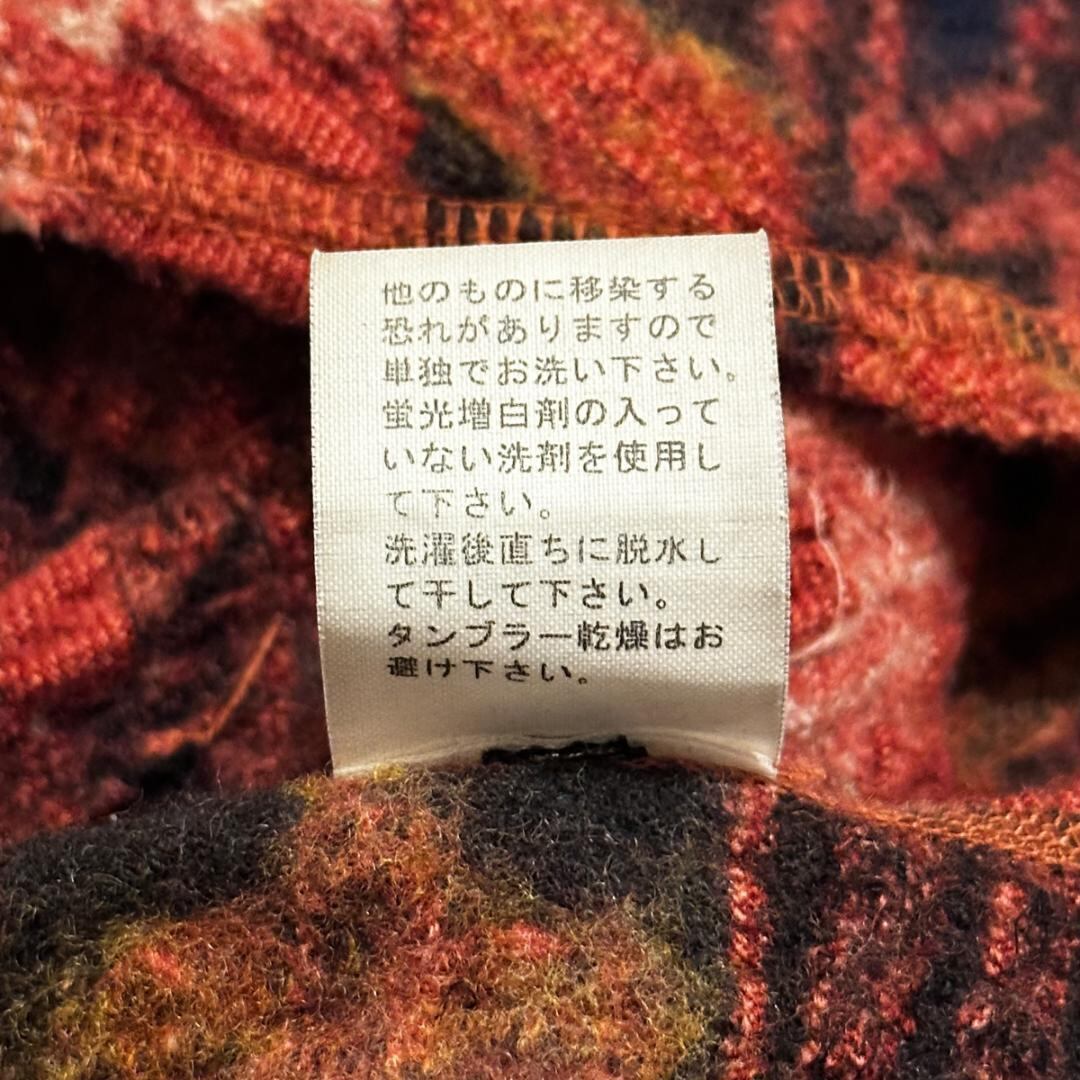 他のものに移染する
恐れがありますので
単独でお洗い下さい。
蛍光増白剤の入って
いない洗剤を使用し
て下さい。
洗濯後直ちに脱水し
て干して下さい。
タンブラー乾燥はお
避け下さい。